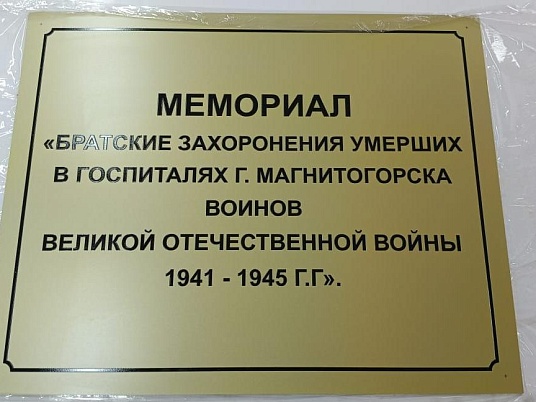 МЕМОРИАЛ
«БРАТСКИЕ ЗАХОРОНЕНИЯ УМЕРШИХ
В ГОСПИТАЛЯХ Г. МАГНИТОГОРСКА
ВОИНОВ
ВЕЛИКОЙ ОТЕЧЕСТВЕННОЙ ВОЙНЫ
1941 - 1945 Г.Г».